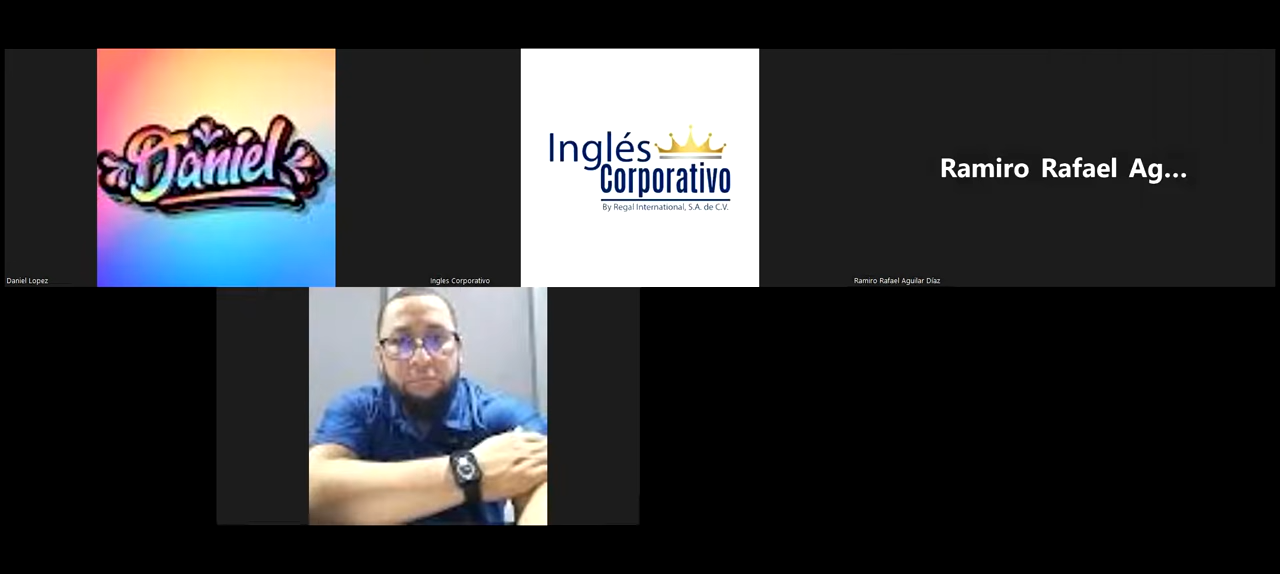 Daniel
Inglés
Corporativo
By Regal International, S.A. de C.V.
Ramiro Rafael Ag...
Daniel Lopez
Ingles Corporativo
Ramiro Rafael Aguilar Díaz